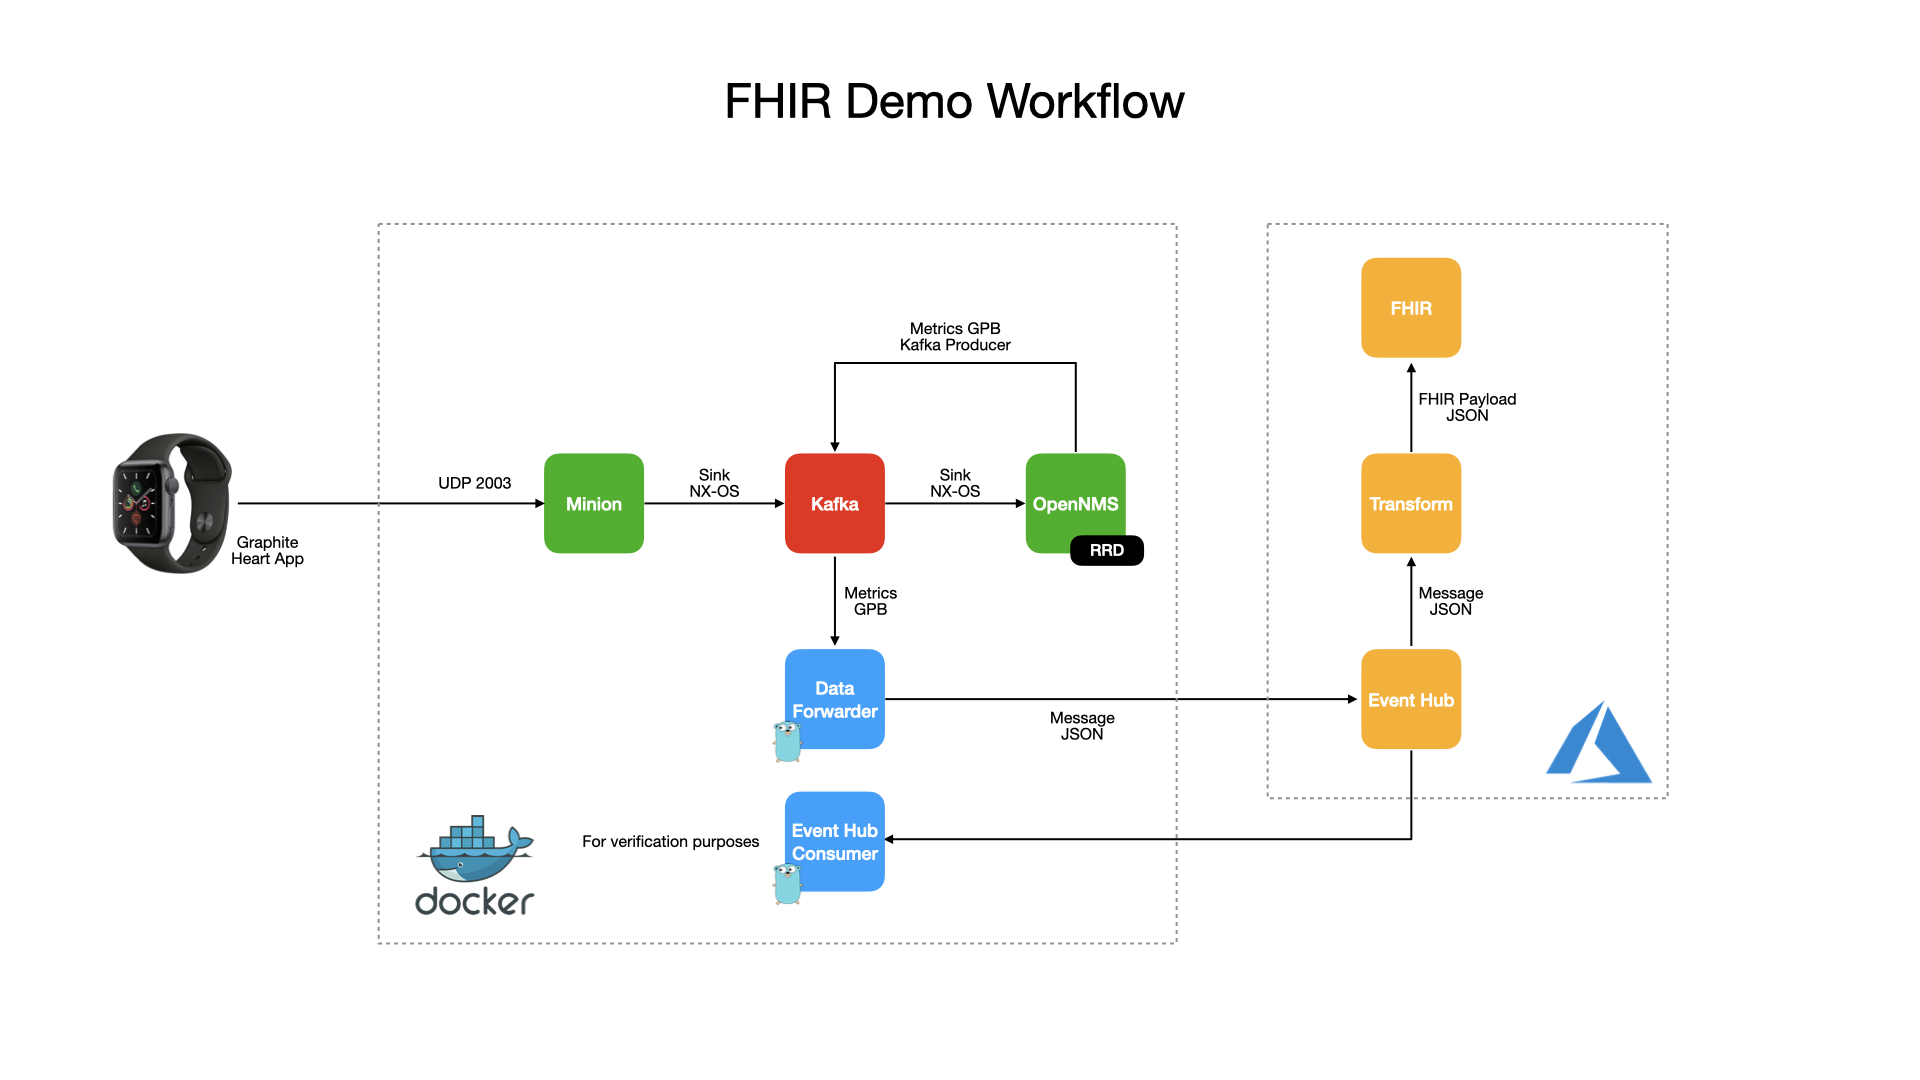 FHIR Demo Workflow
FHIR
Metrics GPB
Kafka Producer
FHIR Payload
JSON
UDP 2003
Graphite
Heart App
Minion
Sink
NX-OS
Kafka
Sink
NX-OS
OpenNMS
RRD
Transform
Metrics
GPB
Message
JSON
Data
Forwarder
Message
JSON
Event Hub
For verification purposes
Event Hub
Consumer
docker